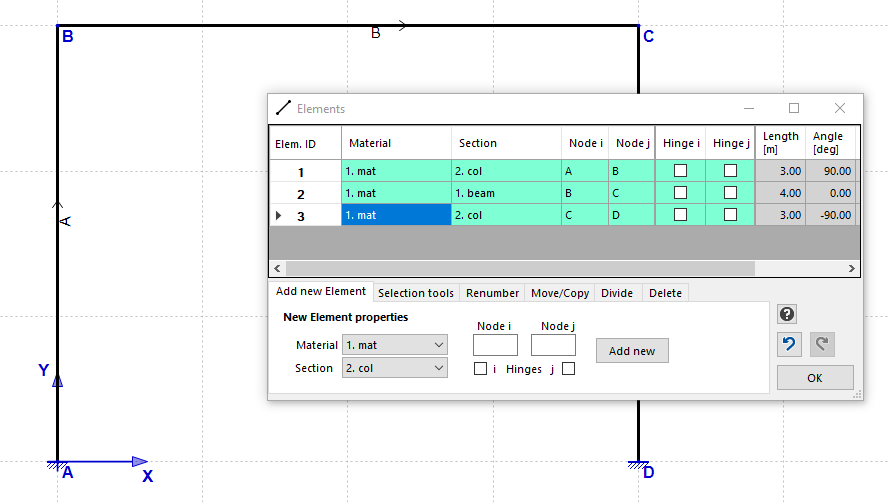 B
B
C
Elements
Elem. ID Material Section Node i Node j Hinge i Hinge j Length [m] Angle [deg]
1 1. mat 2. col A B 3.00 90.00
2 1. mat 1. beam B C 4.00 0.00
3 1. mat 2. col C D 3.00 -90.00
A
Add new Element Selection tools Renumber Move/Copy Divide Delete
New Element properties
Node i Node j
Material 1. mat
Add new
Section 2. col
i Hinges j
OK
Y
A
X
D